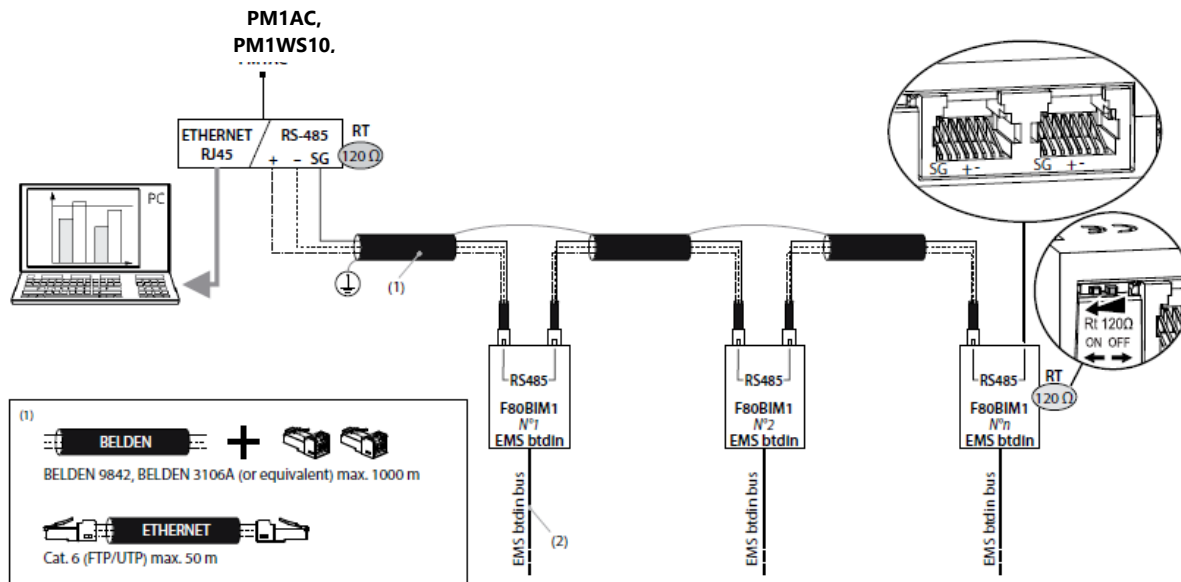 PM1AC,
PM1WS10,
ETHERNET
RJ45
RS-485
+ – SG
RT
120 Ω
PC
(1)
SG +-
SG +-
Rt 120Ω
ON OFF
RS485
F80BIM1
N°1
EMS btdin
RS485
F80BIM1
N°2
EMS btdin
RS485
F80BIM1
N°n
EMS btdin
RT
120 Ω
EMS btdin bus
(2)
EMS btdin bus
EMS btdin bus
(1)
BELDEN
BELDEN 9842, BELDEN 3106A (or equivalent) max. 1000 m
ETHERNET
Cat. 6 (FTP/UTP) max. 50 m